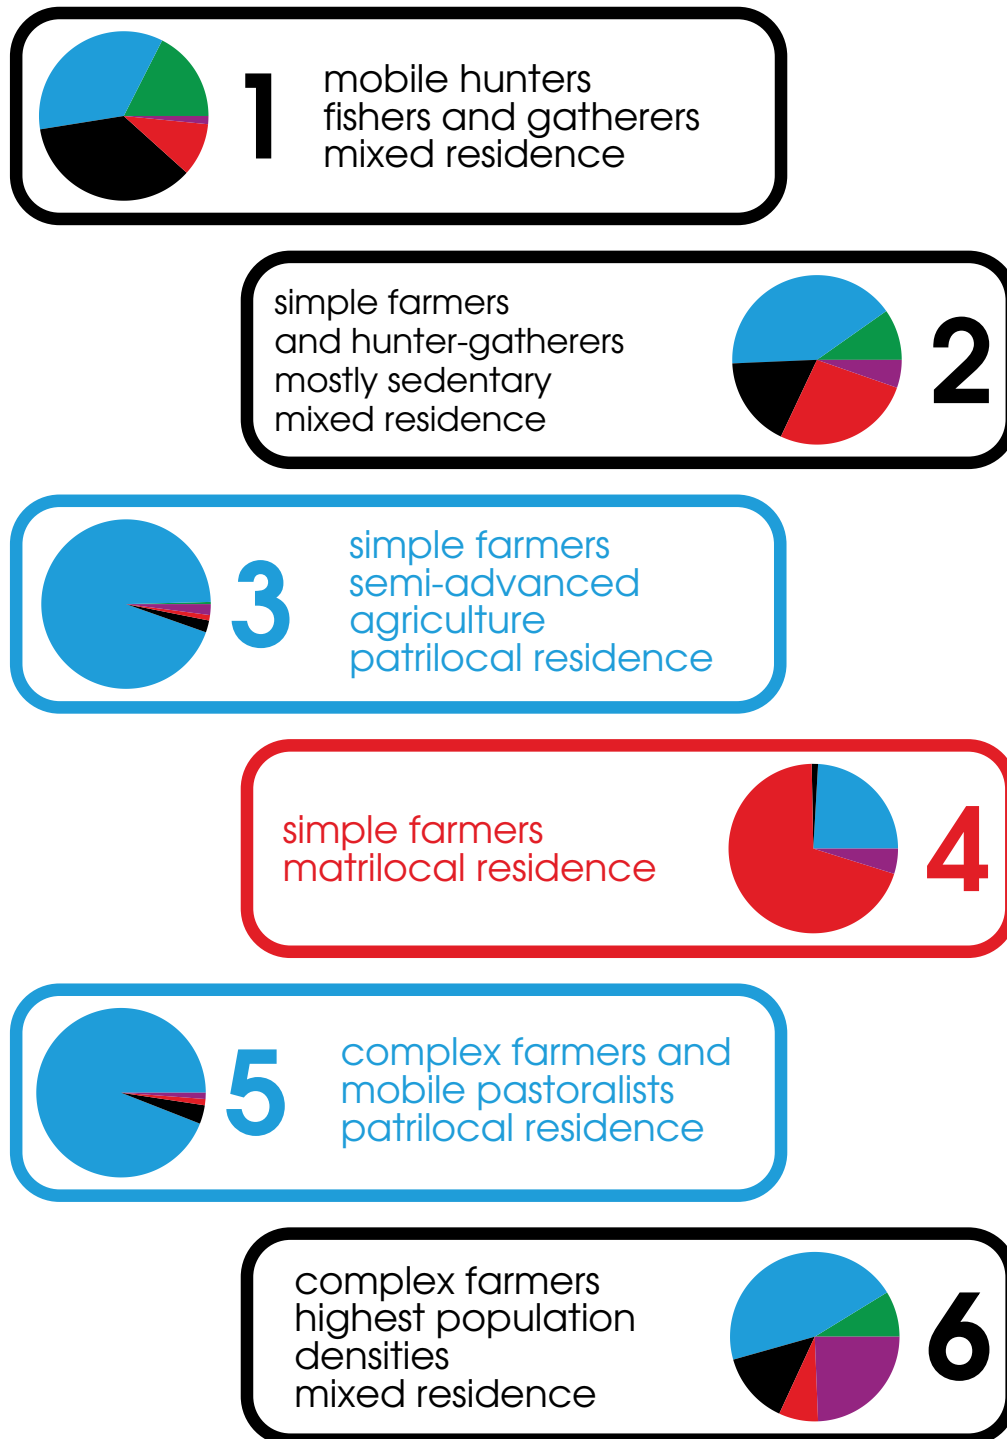 1
mobile hunters
fishers and gatherers
mixed residence
simple farmers
and hunter-gatherers
mostly sedentary
mixed residence
2
3
simple farmers
semi-advanced
agriculture
patrilocal residence
simple farmers
matrilocal residence
4
5
complex farmers and
mobile pastoralists
patrilocal residence
complex farmers
highest population
densities
mixed residence
6